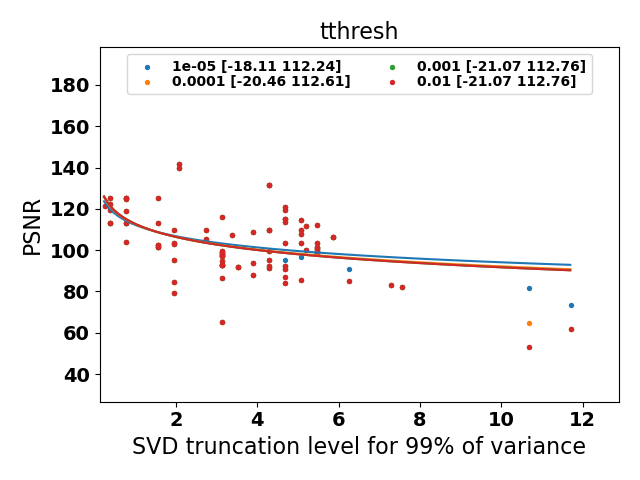 tthresh
1e-05 [-18.11 112.24]
0.0001 [-20.46 112.61]
0.001 [-21.07 112.76]
0.01 [-21.07 112.76]
PSNR
180
160
140
120
100
80
60
40
2 4 6 8 10 12
SVD truncation level for 99% of variance